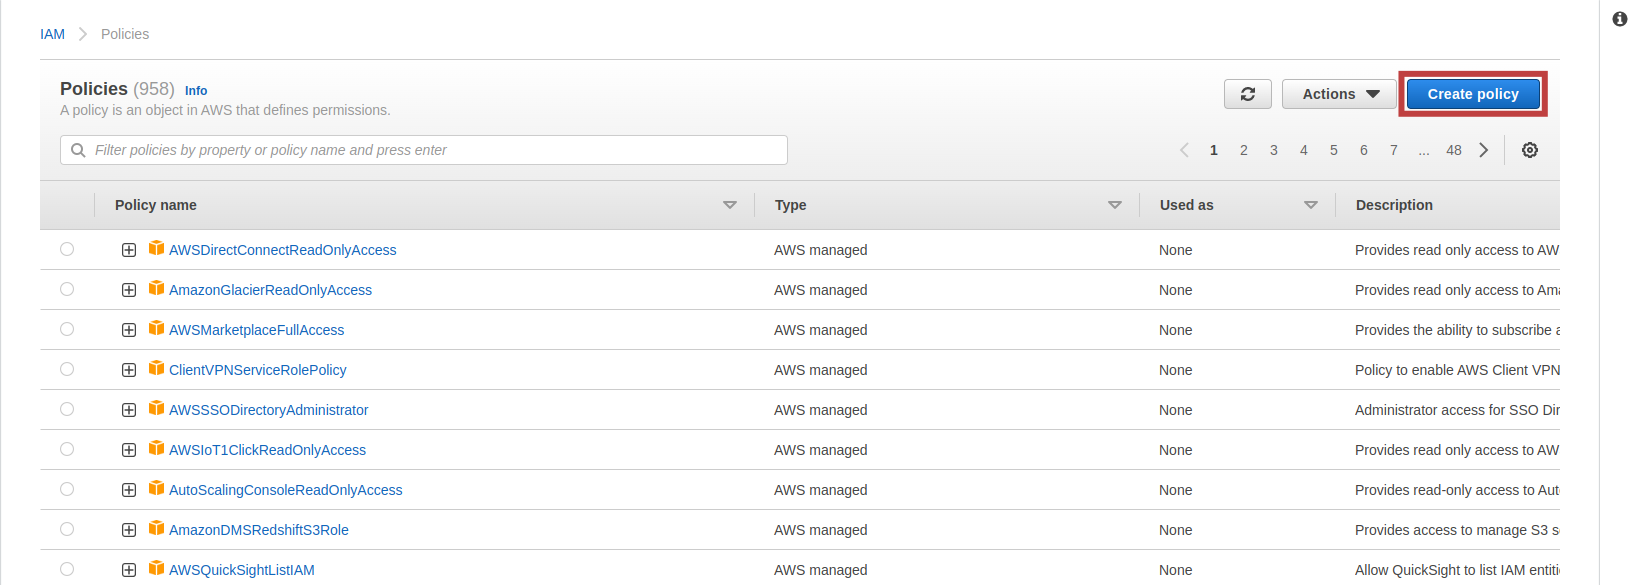 IAM Policies
Policies (958) Info
A policy is an object in AWS that defines permissions.
Actions
Create policy
Filter policies by property or policy name and press enter
1 2 3 4 5 6 7 ... 48
Policy name Type Used as Description
AWSDirectConnectReadOnlyAccess AWS managed None Provides read only access to AW
AmazonGlacierReadOnlyAccess AWS managed None Provides read only access to Ama
AWSMarketplaceFullAccess AWS managed None Provides the ability to subscribe a
ClientVPNServiceRolePolicy AWS managed None Policy to enable AWS Client VPN
AWSSSODirectoryAdministrator AWS managed None Administrator access for SSO Dir
AWSIoT1ClickReadOnlyAccess AWS managed None Provides read only access to AW
AutoScalingConsoleReadOnlyAccess AWS managed None Provides read-only access to Aut
AmazonDMSRedshiftS3Role AWS managed None Provides access to manage S3 s
AWSQuickSightListIAM AWS managed None Allow QuickSight to list IAM entiti